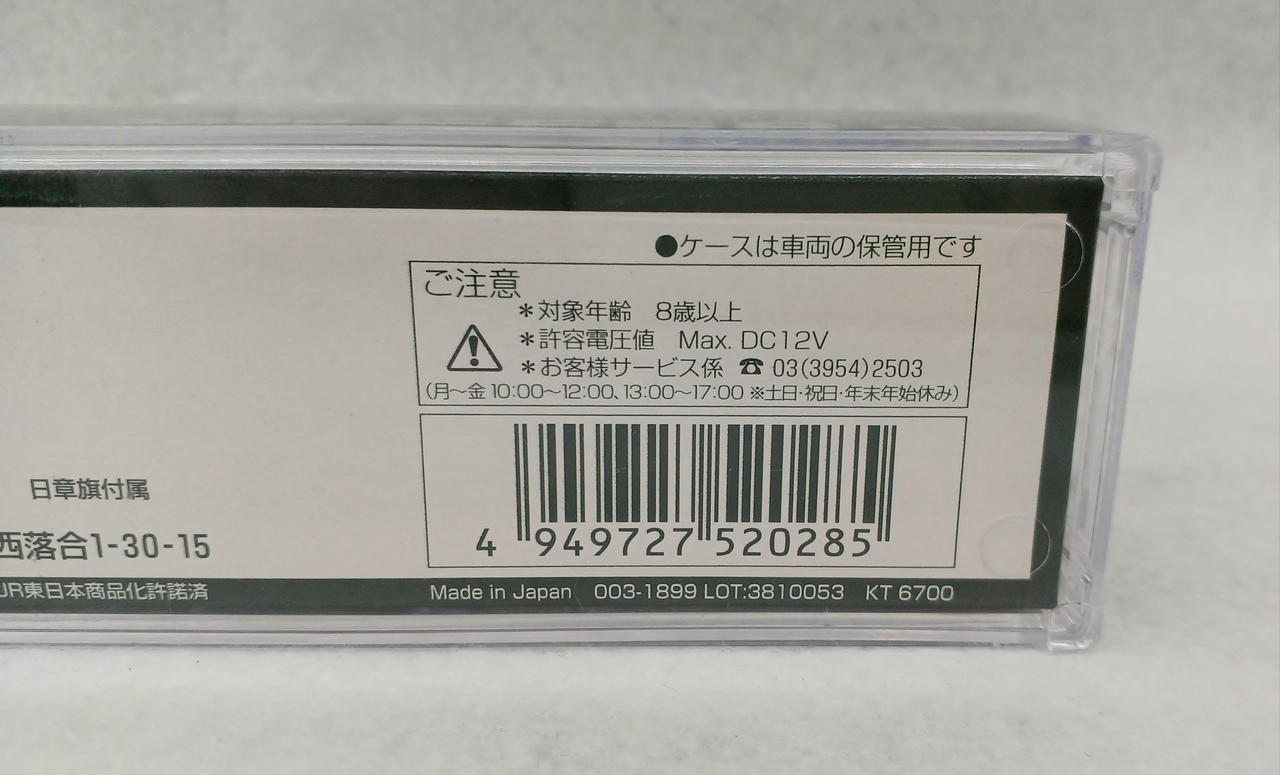 ●ケースは車両の保管用です
ご注意
＊対象年齢　8歳以上
＊許容電圧値　Max. DC12V
＊お客様サービス係 ☎ 03(3954)2503
(月～金 10:00～12:00、13:00～17:00 ※土日・祝日・年末年始休み)
4 949727 520285
日章旗付属
西落合1-30-15
JR東日本商品化許諾済
Made in Japan　003-1899 LOT:3810053　KT 6700